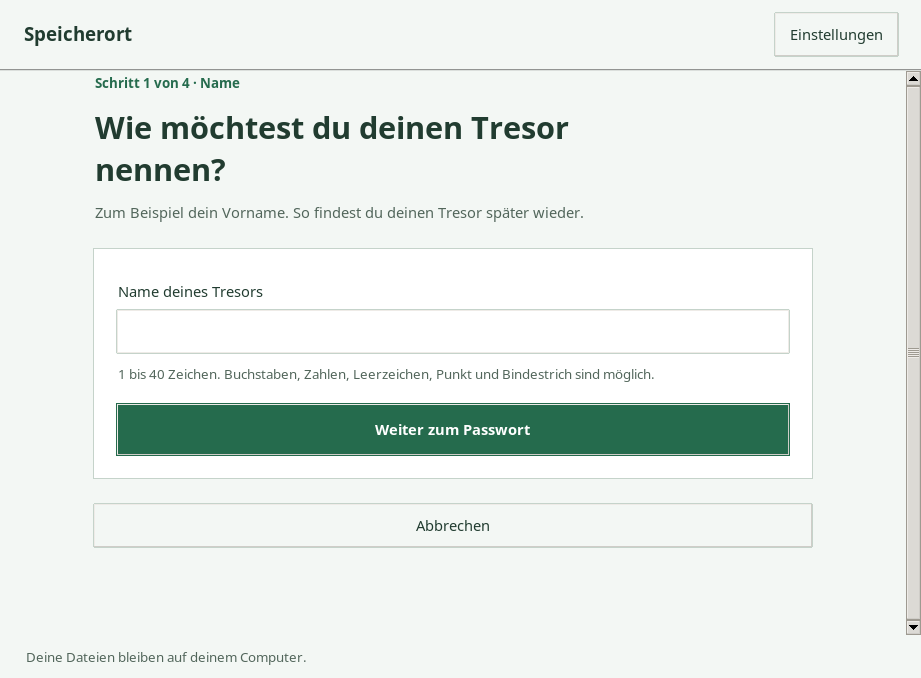 Speicherort
Einstellungen
Schritt 1 von 4 · Name
Wie möchtest du deinen Tresor
nennen?
Zum Beispiel dein Vorname. So findest du deinen Tresor später wieder.
Name deines Tresors
1 bis 40 Zeichen. Buchstaben, Zahlen, Leerzeichen, Punkt und Bindestrich sind möglich.
Weiter zum Passwort
Abbrechen
Deine Dateien bleiben auf deinem Computer.